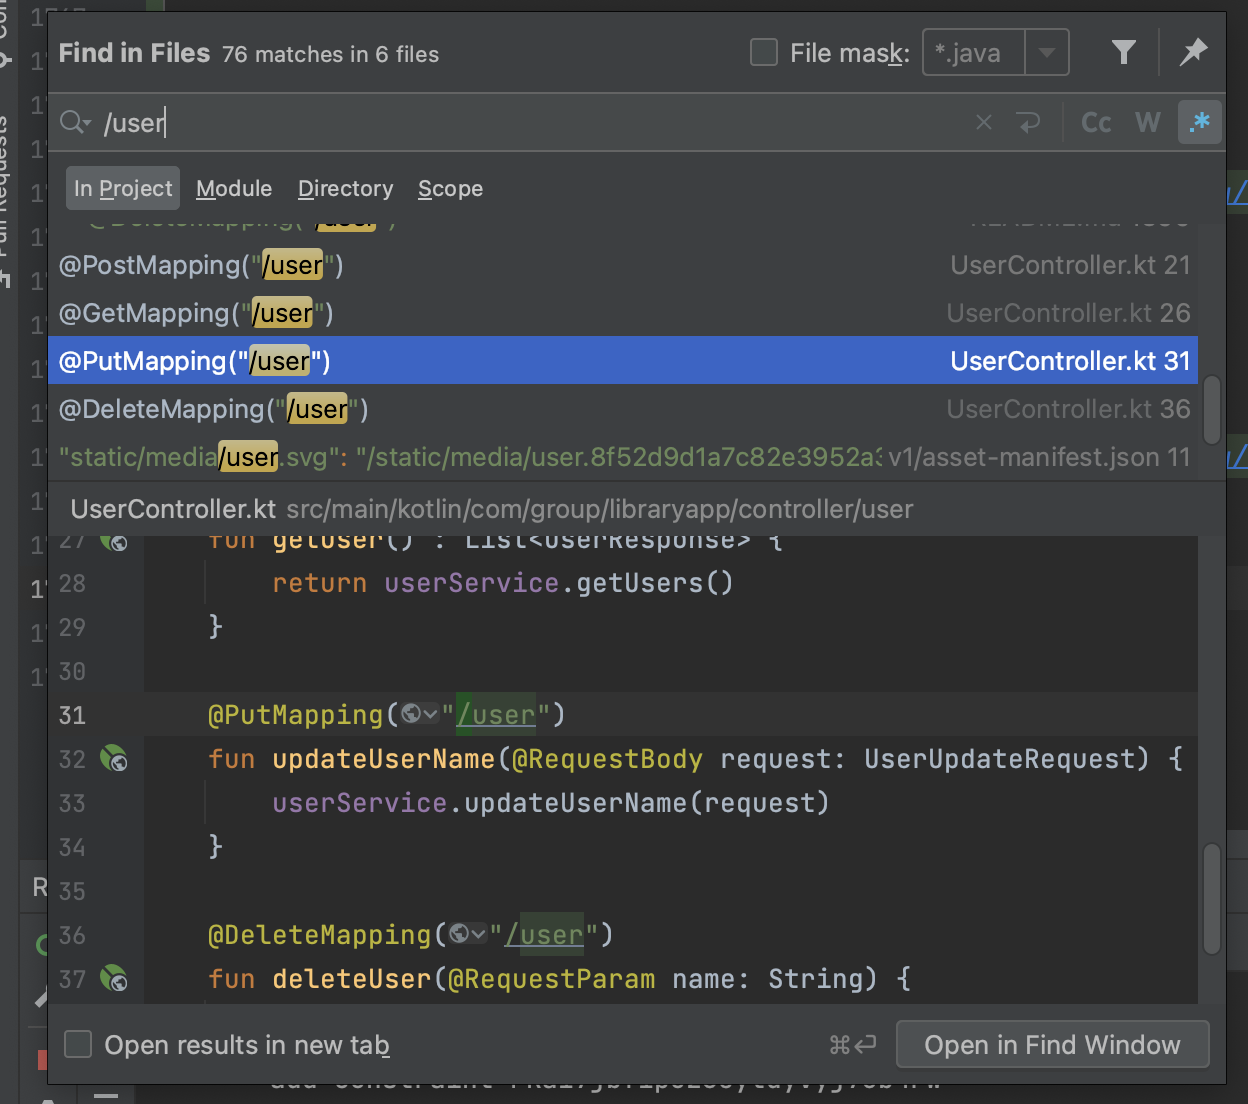 Find in Files 76 matches in 6 files File mask: *.java
/user Cc W .*
In Project Module Directory Scope
@DeleteMapping("/user")
@PostMapping("/user") UserController.kt 21
@GetMapping("/user") UserController.kt 26
@PutMapping("/user") UserController.kt 31
@DeleteMapping("/user") UserController.kt 36
"static/media/user.svg": "/static/media/user.8f52d9d1a7c82e3952a3 v1/asset-manifest.json 11
UserController.kt src/main/kotlin/com/group/libraryapp/controller/user
27 fun getUser() : List<UserResponse> {
28 return userService.getUsers()
29 }
30
31 @PutMapping("/user")
32 fun updateUserName(@RequestBody request: UserUpdateRequest) {
33 userService.updateUserName(request)
34 }
35
36 @DeleteMapping("/user")
37 fun deleteUser(@RequestParam name: String) {
Open results in new tab ⌘↩ Open in Find Window